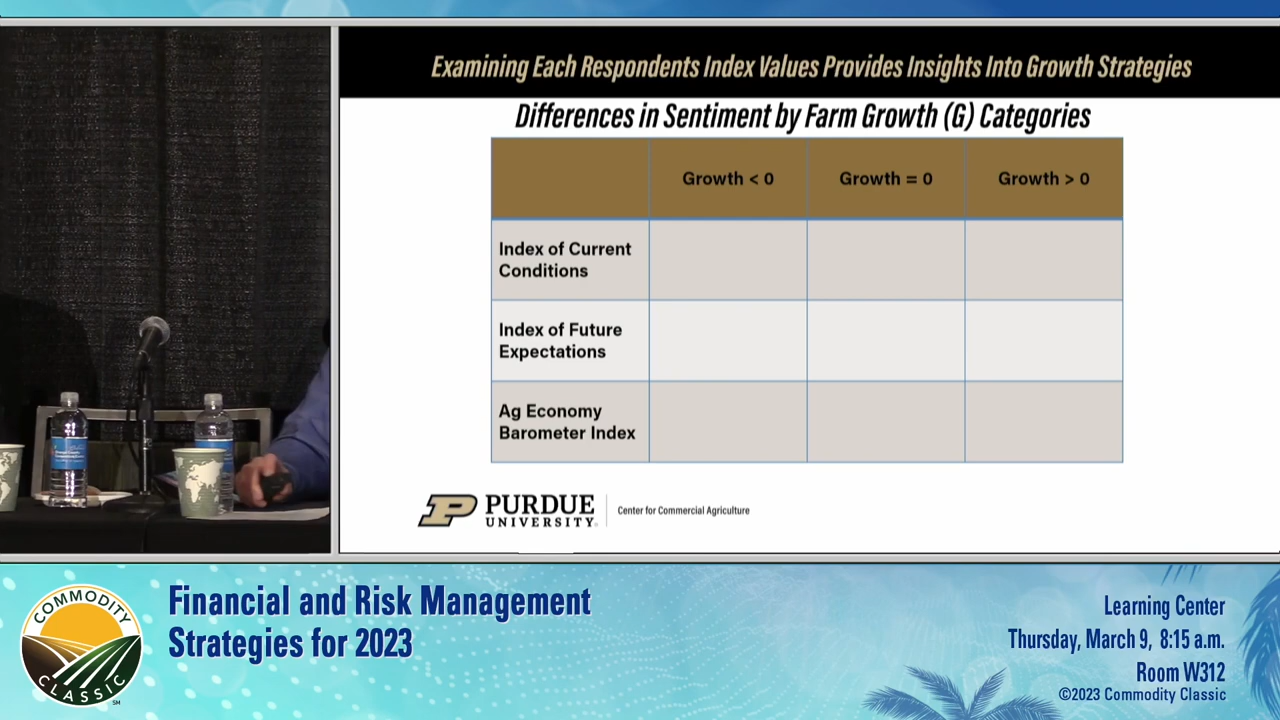 Examining Each Respondents Index Values Provides Insights Into Growth Strategies
Differences in Sentiment by Farm Growth (G) Categories
Growth < 0
Growth = 0
Growth > 0
Index of Current
Conditions
Index of Future
Expectations
Ag Economy
Barometer Index
PURDUE
UNIVERSITY
Center for Commercial Agriculture
COMMODITY
CLASSIC
SM
Financial and Risk Management
Strategies for 2023
Learning Center
Thursday, March 9, 8:15 a.m.
Room W312
©2023 Commodity Classic